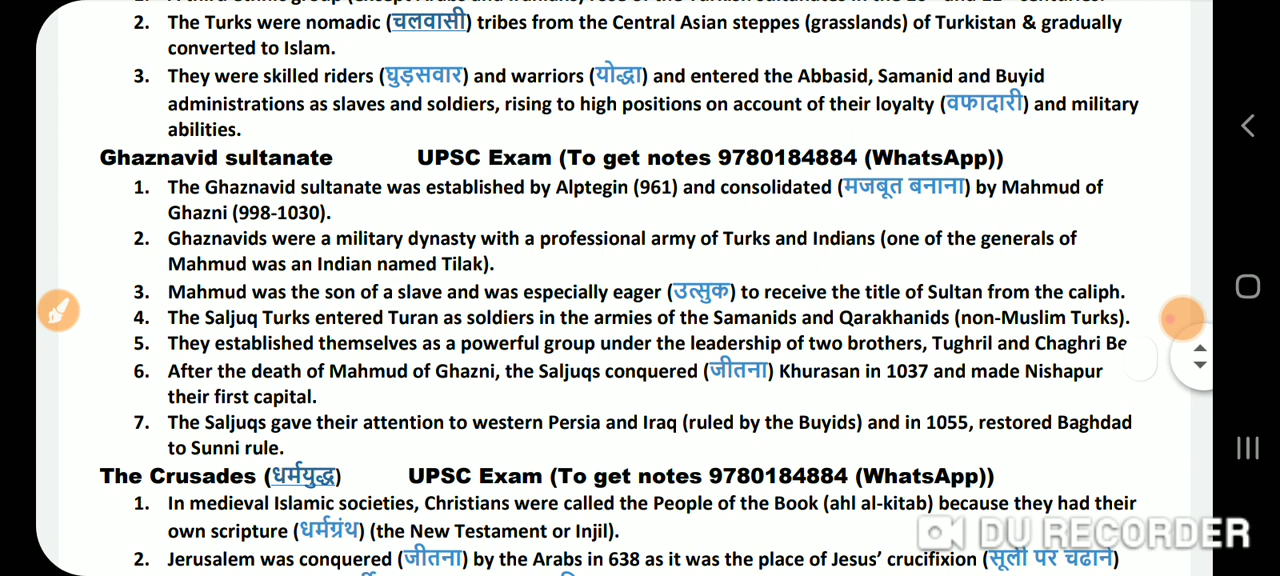 2. The Turks were nomadic (चलवासी) tribes from the Central Asian steppes (grasslands) of Turkistan & gradually
converted to Islam.
3. They were skilled riders (घुड़सवार) and warriors (योद्धा) and entered the Abbasid, Samanid and Buyid
administrations as slaves and soldiers, rising to high positions on account of their loyalty (वफादारी) and military
abilities.
Ghaznavid sultanate UPSC Exam (To get notes 9780184884 (WhatsApp))
1. The Ghaznavid sultanate was established by Alptegin (961) and consolidated (मजबूत बनाना) by Mahmud of
Ghazni (998-1030).
2. Ghaznavids were a military dynasty with a professional army of Turks and Indians (one of the generals of
Mahmud was an Indian named Tilak).
3. Mahmud was the son of a slave and was especially eager (उत्सुक) to receive the title of Sultan from the caliph.
4. The Saljuq Turks entered Turan as soldiers in the armies of the Samanids and Qarakhanids (non-Muslim Turks).
5. They established themselves as a powerful group under the leadership of two brothers, Tughril and Chaghri Be
6. After the death of Mahmud of Ghazni, the Saljuqs conquered (जीतना) Khurasan in 1037 and made Nishapur
their first capital.
7. The Saljuqs gave their attention to western Persia and Iraq (ruled by the Buyids) and in 1055, restored Baghdad
to Sunni rule.
The Crusades (धर्मयुद्ध) UPSC Exam (To get notes 9780184884 (WhatsApp))
1. In medieval Islamic societies, Christians were called the People of the Book (ahl al-kitab) because they had their
own scripture (धर्मग्रंथ) (the New Testament or Injil).
DU RECORDER
2. Jerusalem was conquered (जीतना) by the Arabs in 638 as it was the place of Jesus' crucifixion (सूली पर चढाने)